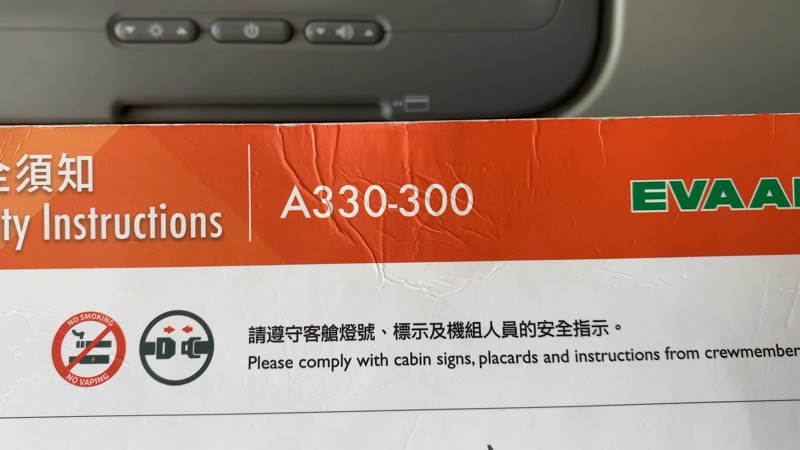 全須知
ty Instructions
A330-300
EVA AI
NO SMOKING
NO VAPING
請遵守客艙燈號、標示及機組人員的安全指示。
Please comply with cabin signs, placards and instructions from crewmember